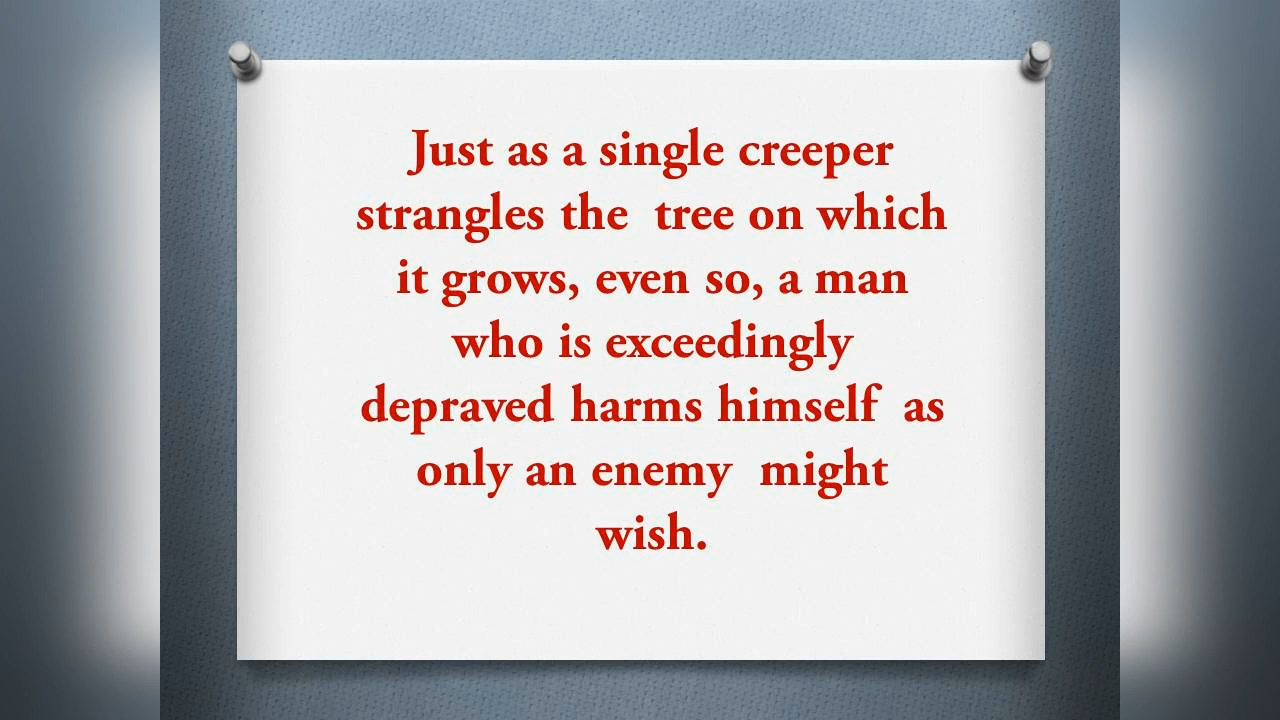 Just as a single creeper
strangles the tree on which
it grows, even so, a man
who is exceedingly
depraved harms himself as
only an enemy might
wish.